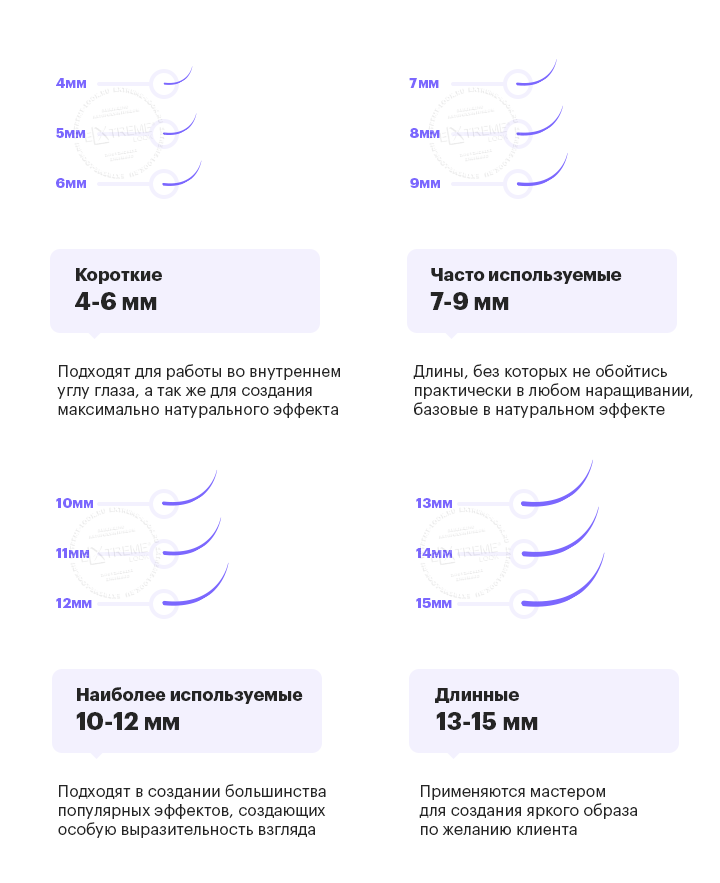 4мм
5мм
6мм
Короткие
4-6 мм
Подходят для работы во внутреннем
углу глаза, а так же для создания
максимально натурального эффекта
7мм
8мм
9мм
Часто используемые
7-9 мм
Длины, без которых не обойтись
практически в любом наращивании,
базовые в натуральном эффекте
10мм
11мм
12мм
Наиболее используемые
10-12 мм
Подходят в создании большинства
популярных эффектов, создающих
особую выразительность взгляда
13мм
14мм
15мм
Длинные
13-15 мм
Применяются мастером
для создания яркого образа
по желанию клиента